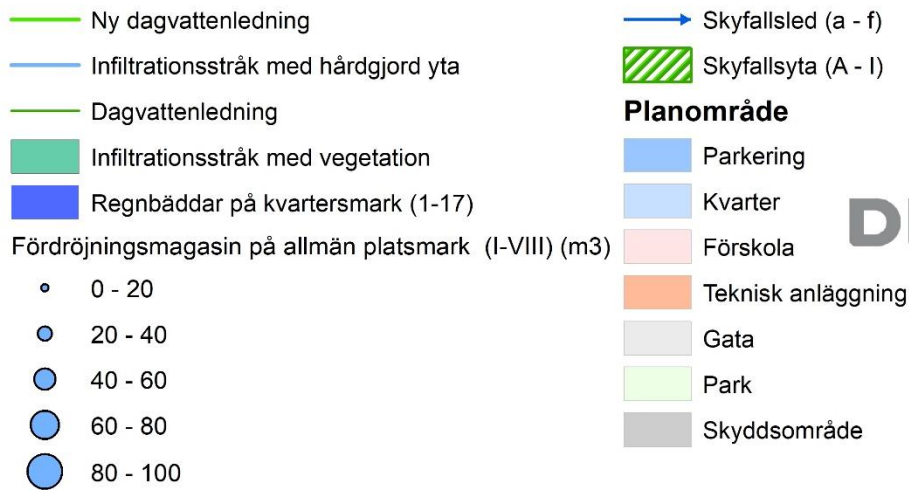 Ny dagvattenledning
Infiltrationsstråk med hårdgjord yta
Dagvattenledning
Infiltrationsstråk med vegetation
Regnbäddar på kvartersmark (1-17)
Fördröjningsmagasin på allmän platsmark (I-VIII) (m3)
0 - 20
20 - 40
40 - 60
60 - 80
80 - 100
Skyfallsled (a - f)
Skyfallsyta (A - I)
Planområde
Parkering
Kvarter
Förskola
Teknisk anläggning
Gata
Park
Skyddsområde